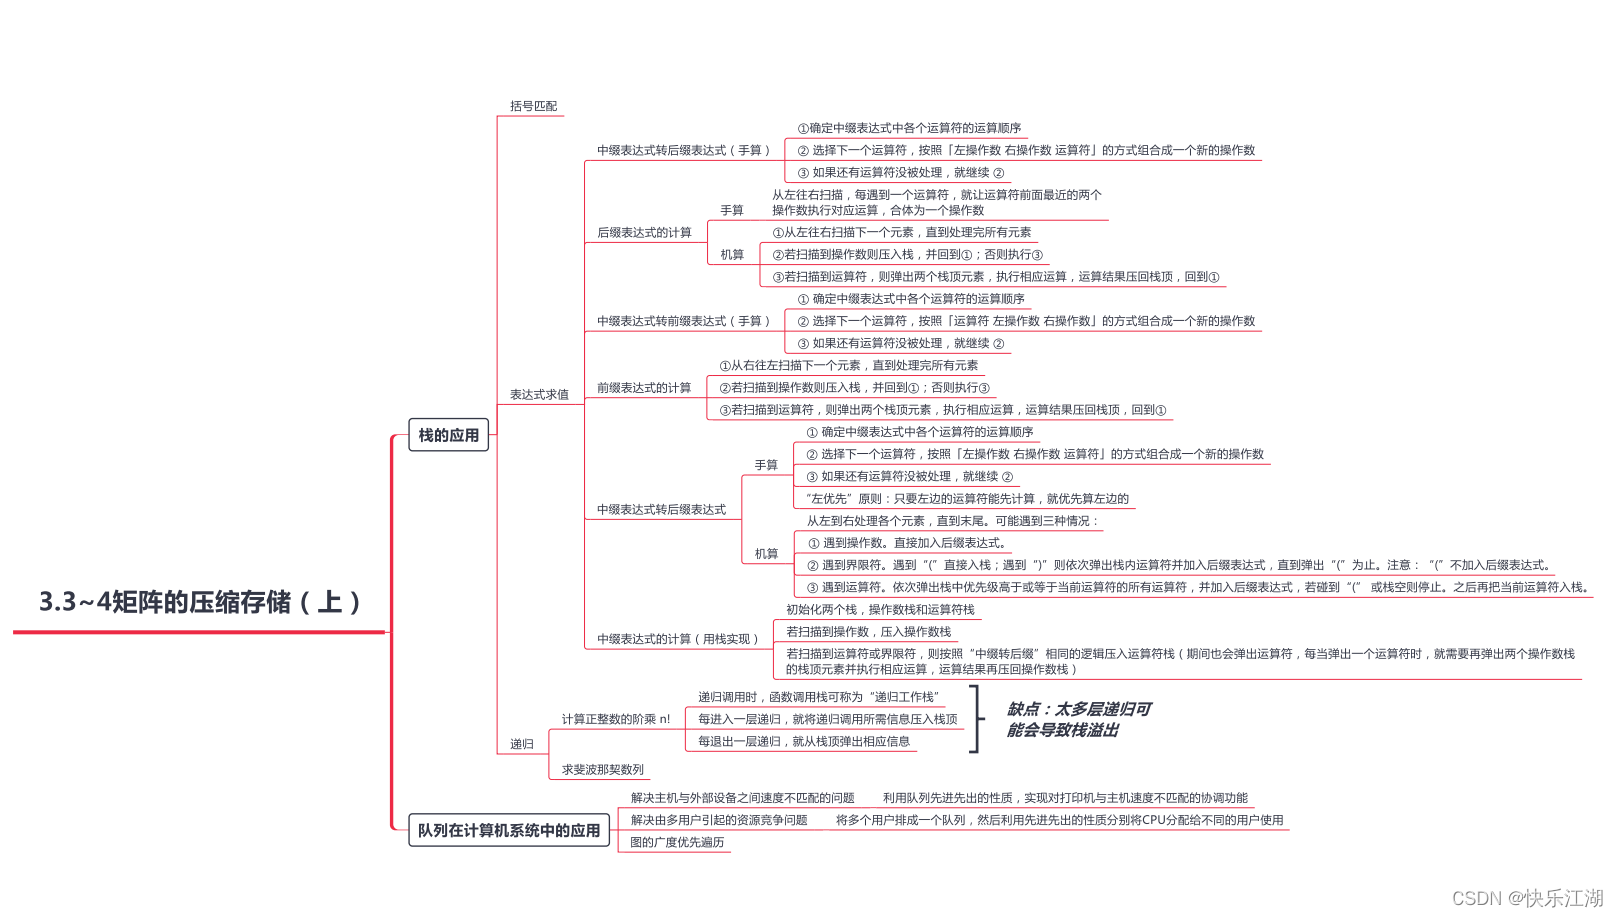 3.3~4矩阵的压缩存储（上）
栈的应用
括号匹配
表达式求值
中缀表达式转后缀表达式（手算）
①确定中缀表达式中各个运算符的运算顺序
② 选择下一个运算符，按照「左操作数 右操作数 运算符」的方式组合成一个新的操作数
③ 如果还有运算符没被处理，就继续 ②
后缀表达式的计算
手算
从左往右扫描，每遇到一个运算符，就让运算符前面最近的两个
操作数执行对应运算，合体为一个操作数
机算
①从左往右扫描下一个元素，直到处理完所有元素
②若扫描到操作数则压入栈，并回到①；否则执行③
③若扫描到运算符，则弹出两个栈顶元素，执行相应运算，运算结果压回栈顶，回到①
中缀表达式转前缀表达式（手算）
① 确定中缀表达式中各个运算符的运算顺序
② 选择下一个运算符，按照「运算符 左操作数 右操作数」的方式组合成一个新的操作数
③ 如果还有运算符没被处理，就继续 ②
前缀表达式的计算
①从右往左扫描下一个元素，直到处理完所有元素
②若扫描到操作数则压入栈，并回到①；否则执行③
③若扫描到运算符，则弹出两个栈顶元素，执行相应运算，运算结果压回栈顶，回到①
中缀表达式转后缀表达式
手算
① 确定中缀表达式中各个运算符的运算顺序
② 选择下一个运算符，按照「左操作数 右操作数 运算符」的方式组合成一个新的操作数
③ 如果还有运算符没被处理，就继续 ②
“左优先”原则：只要左边的运算符能先计算，就优先算左边的
机算
从左到右处理各个元素，直到末尾。可能遇到三种情况：
① 遇到操作数。直接加入后缀表达式。
② 遇到界限符。遇到“(”直接入栈；遇到“)”则依次弹出栈内运算符并加入后缀表达式，直到弹出“(”为止。注意：“(”不加入后缀表达式。
③ 遇到运算符。依次弹出栈中优先级高于或等于当前运算符的所有运算符，并加入后缀表达式，若碰到“(” 或栈空则停止。之后再把当前运算符入栈。
中缀表达式的计算（用栈实现）
初始化两个栈，操作数栈和运算符栈
若扫描到操作数，压入操作数栈
若扫描到运算符或界限符，则按照“中缀转后缀”相同的逻辑压入运算符栈（期间也会弹出运算符，每当弹出一个运算符时，就需要再弹出两个操作数栈
的栈顶元素并执行相应运算，运算结果再压回操作数栈）
递归
计算正整数的阶乘 n!
递归调用时，函数调用栈可称为“递归工作栈”
每进入一层递归，就将递归调用所需信息压入栈顶
每退出一层递归，就从栈顶弹出相应信息
缺点：太多层递归可
能会导致栈溢出
求斐波那契数列
队列在计算机系统中的应用
解决主机与外部设备之间速度不匹配的问题
利用队列先进先出的性质，实现对打印机与主机速度不匹配的协调功能
解决由多用户引起的资源竞争问题
将多个用户排成一个队列，然后利用先进先出的性质分别将CPU分配给不同的用户使用
图的广度优先遍历
CSDN @快乐江湖